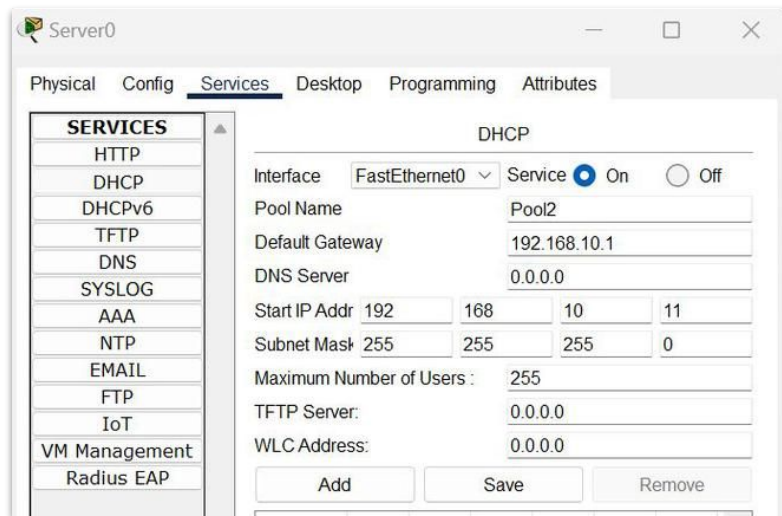 Server0
Physical Config Services Desktop Programming Attributes
SERVICES
HTTP
DHCP
DHCPv6
TFTP
DNS
SYSLOG
AAA
NTP
EMAIL
FTP
IoT
VM Management
Radius EAP
DHCP
Interface FastEthernet0 Service On Off
Pool Name Pool2
Default Gateway 192.168.10.1
DNS Server 0.0.0.0
Start IP Addr 192 168 10 11
Subnet Mask 255 255 255 0
Maximum Number of Users : 255
TFTP Server: 0.0.0.0
WLC Address: 0.0.0.0
Add Save Remove